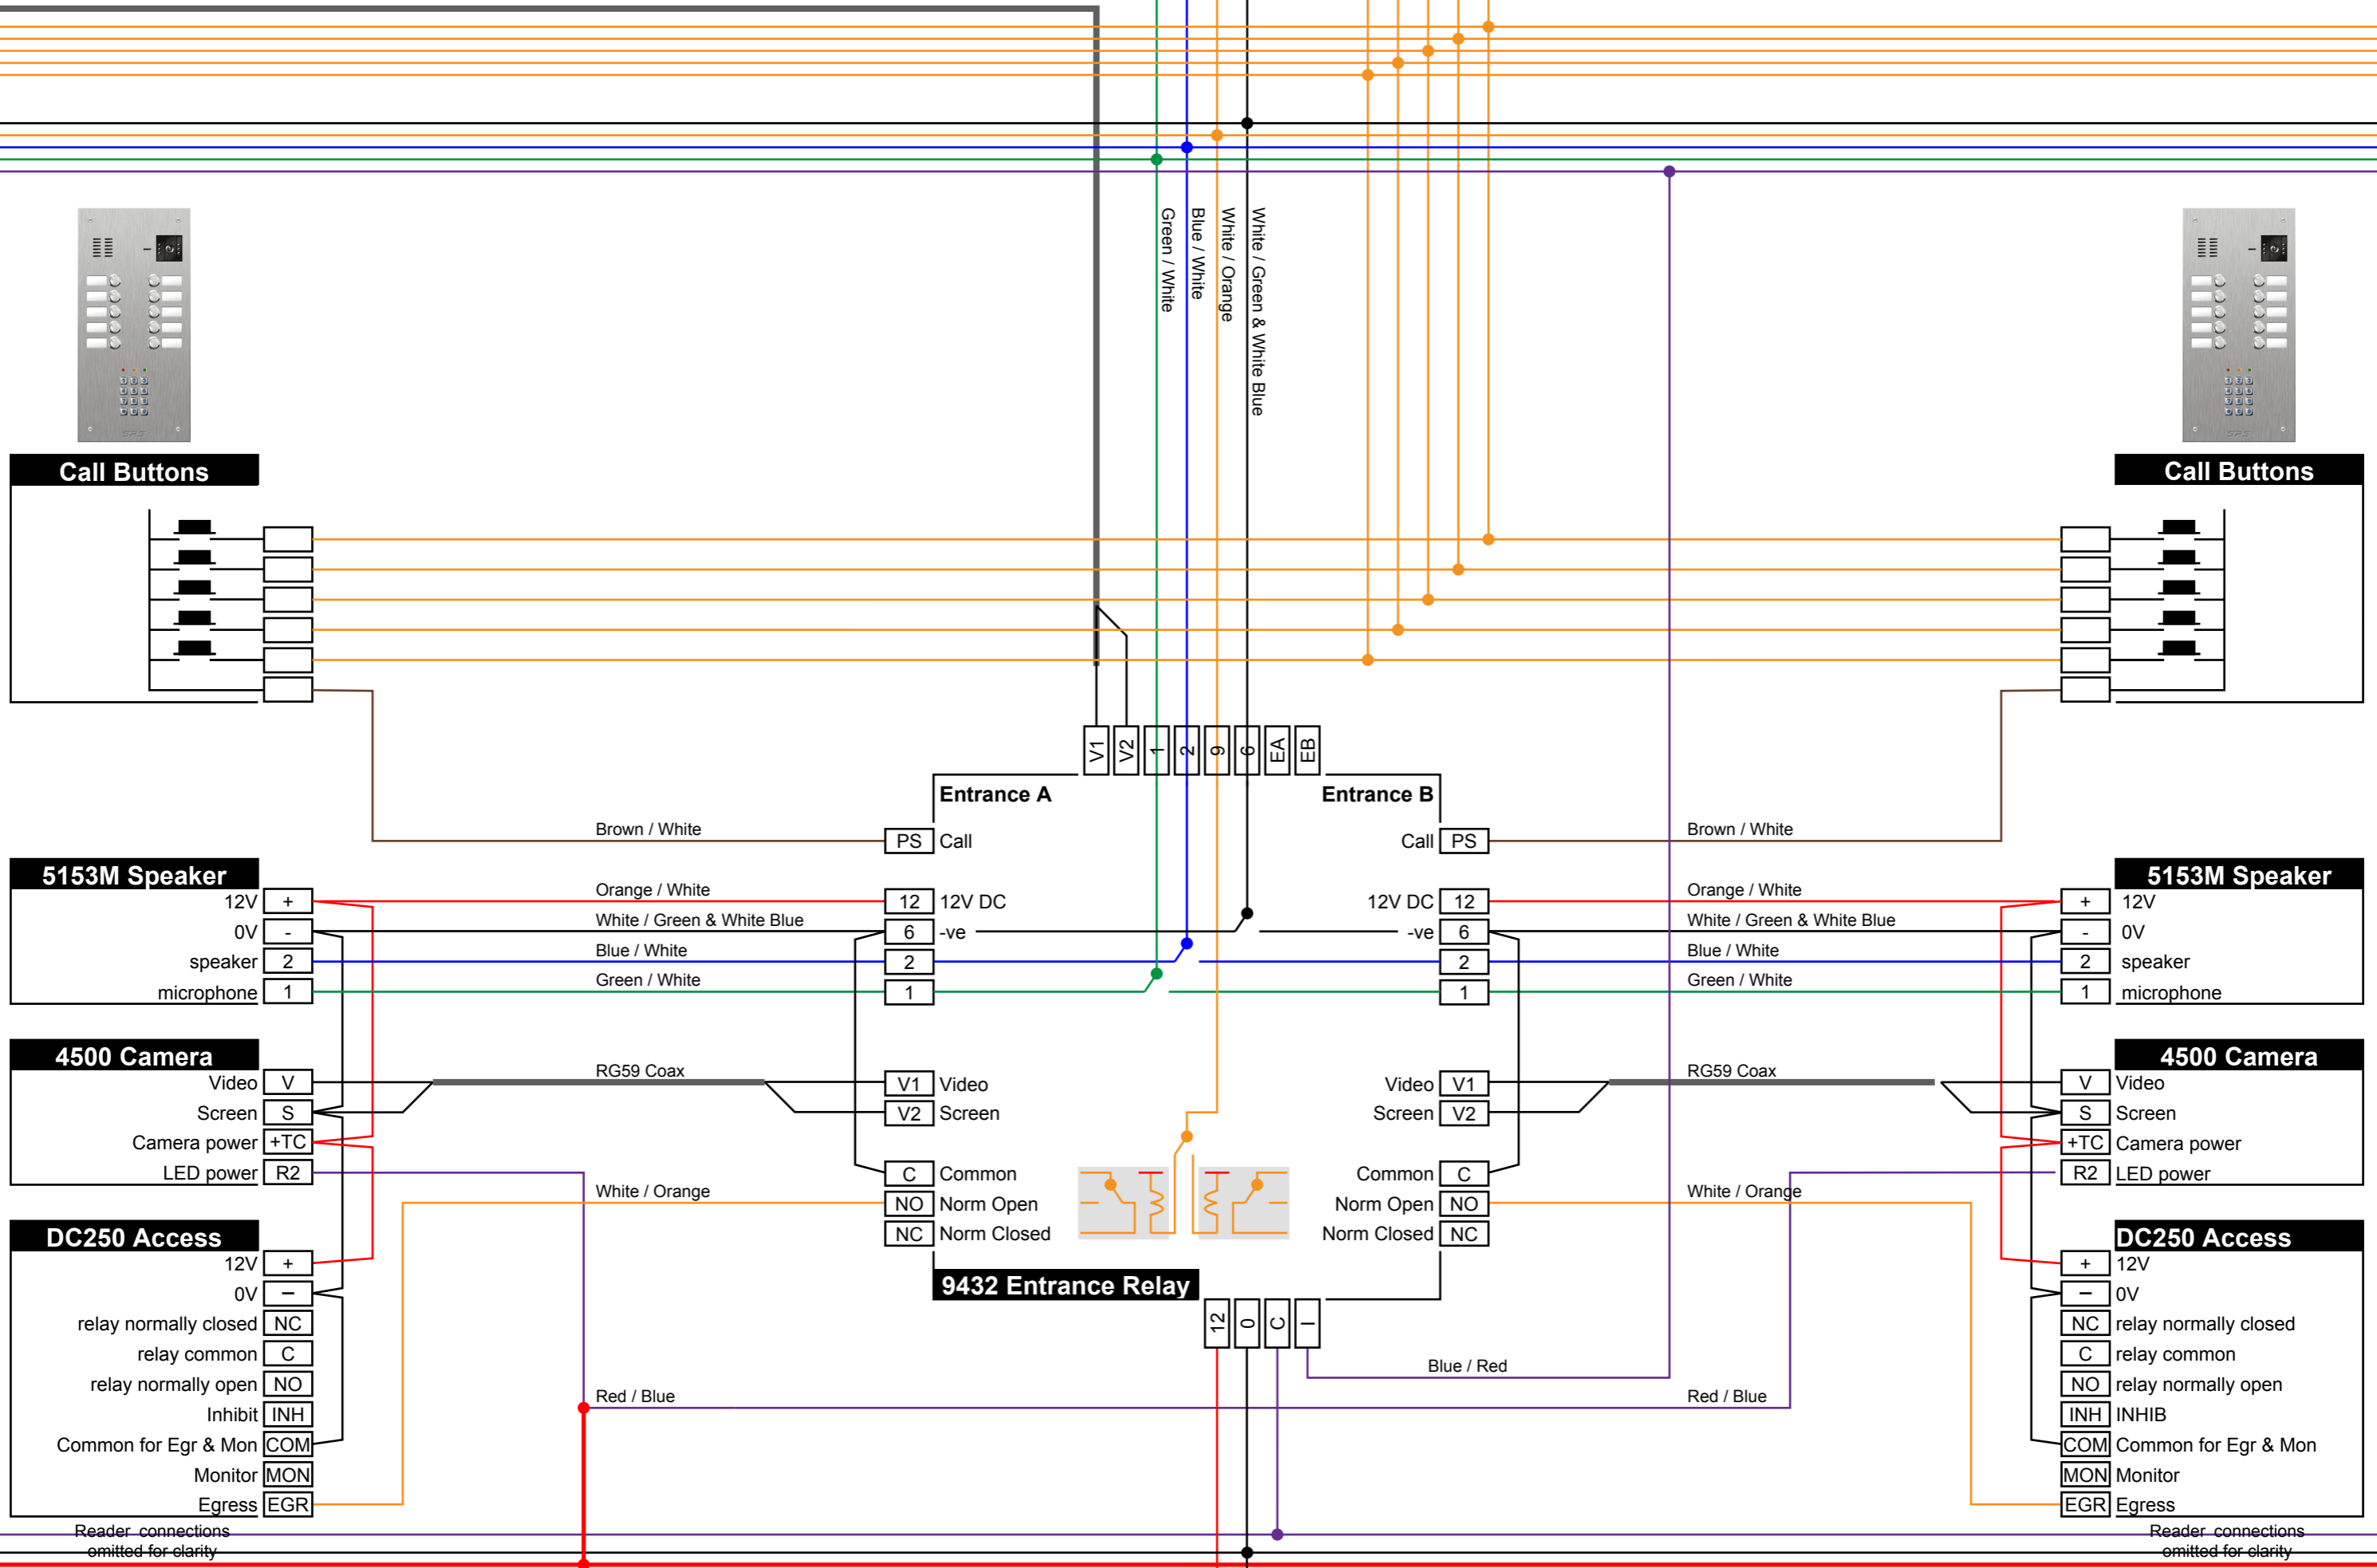 Green / White
Blue / White
White / Orange
White / Green & White Blue
SPS
SPS
Call Buttons
Call Buttons
V1
V2
1
2
9
6
EA
EB
Entrance A
Entrance B
Brown / White
PS
Call
Call
PS
Brown / White
5153M Speaker
12V
+
0V
-
speaker
2
microphone
1
Orange / White
White / Green & White Blue
Blue / White
Green / White
12
12V DC
6
-ve
2
1
12V DC
12
-ve
6
2
1
Orange / White
White / Green & White Blue
Blue / White
Green / White
5153M Speaker
+
12V
-
0V
2
speaker
1
microphone
4500 Camera
Video
V
Screen
S
Camera power
+TC
LED power
R2
RG59 Coax
V1
Video
V2
Screen
Video
V1
Screen
V2
RG59 Coax
4500 Camera
V
Video
S
Screen
+TC
Camera power
R2
LED power
White / Orange
C
Common
NO
Norm Open
NC
Norm Closed
Common
C
Norm Open
NO
Norm Closed
NC
White / Orange
DC250 Access
12V
+
0V
–
relay normally closed
NC
relay common
C
relay normally open
NO
Inhibit
INH
Common for Egr & Mon
COM
Monitor
MON
Egress
EGR
Reader connections
omitted for clarity
9432 Entrance Relay
12
0
C
I
Blue / Red
Red / Blue
Red / Blue
DC250 Access
+
12V
–
0V
NC
relay normally closed
C
relay common
NO
relay normally open
INH
INHIB
COM
Common for Egr & Mon
MON
Monitor
EGR
Egress
Reader connections
omitted for clarity